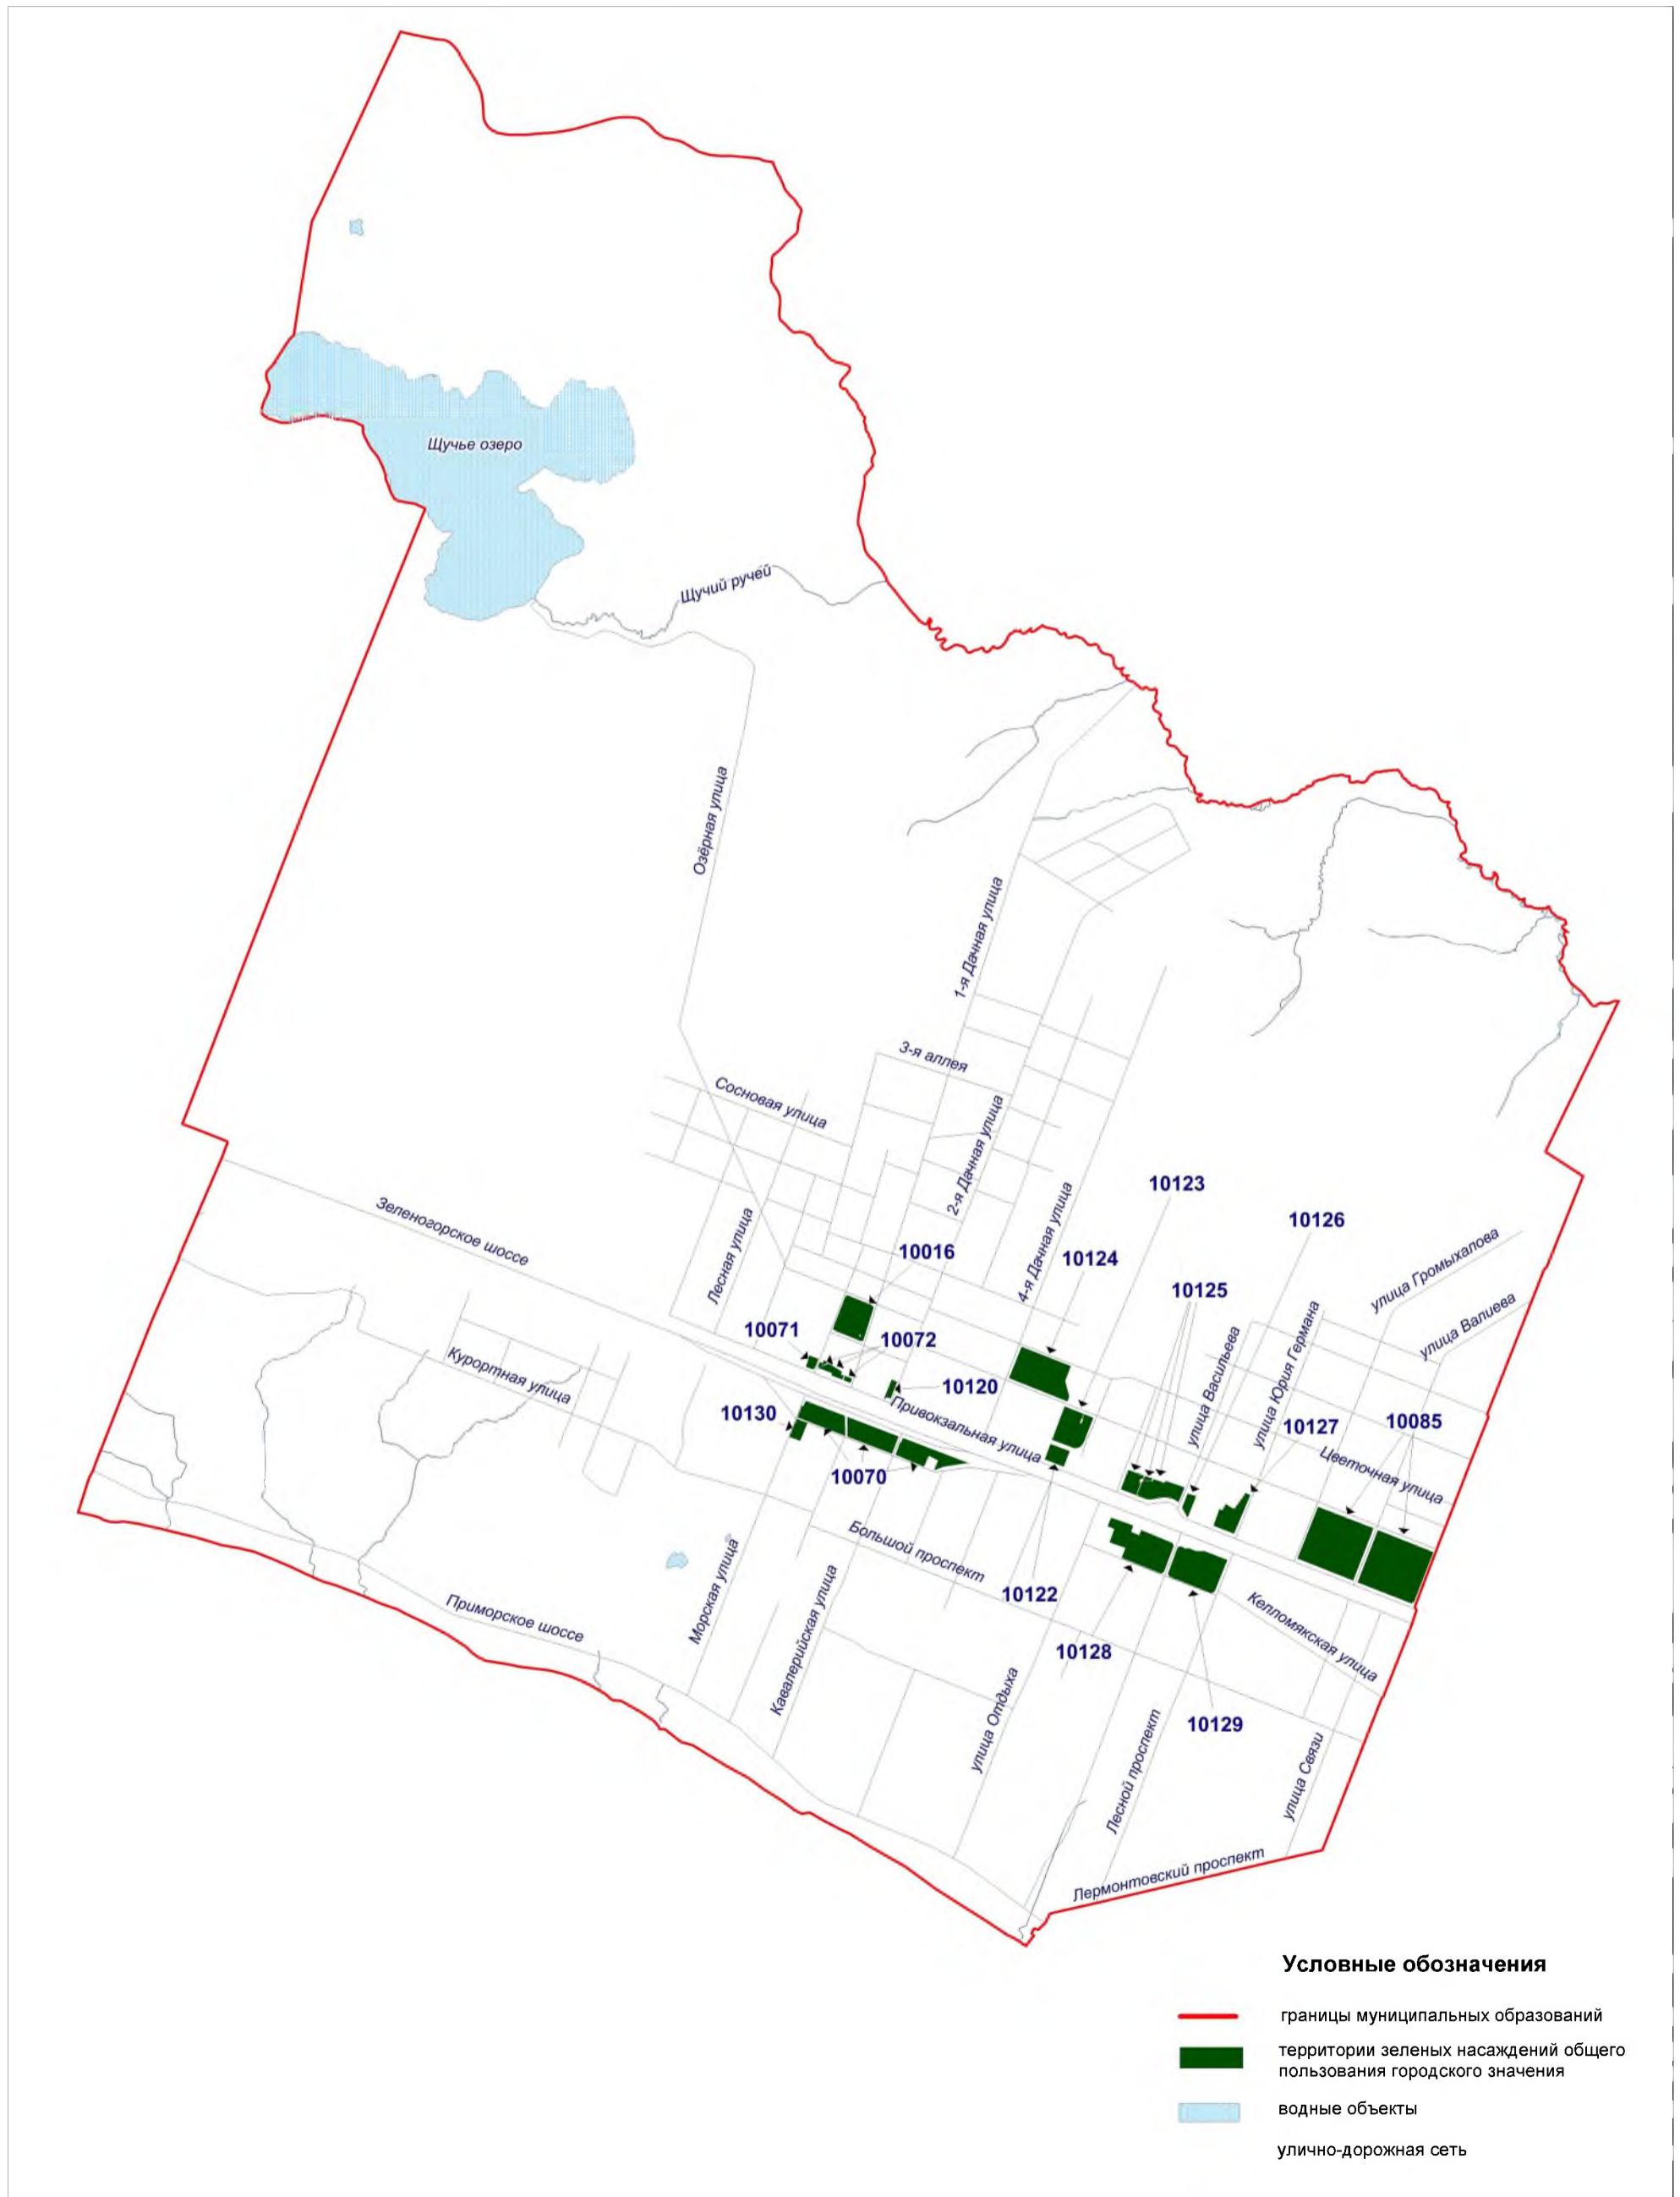 Щучье озеро
Щучий ручей
Озёрная улица
1-я Дачная улица
3-я аллея
Сосновая улица
2-я Дачная улица
4-я Дачная улица
10123
Зеленогорское шоссе
Лесная улица
10016
10124
10126
улица Громыхалова
10125
улица Валиева
10071
10072
улица Васильева
улица Юрия Германа
Курортная улица
10120
10130
Привокзальная улица
10127
10085
Цветочная улица
10070
Большой проспект
Морская улица
Кавалерийская улица
10122
Приморское шоссе
10128
Кепломякская улица
улица Отдыха
10129
Лесной проспект
улица Связи
Лермонтовский проспект
Условные обозначения
границы муниципальных образований
территории зеленых насаждений общего
пользования городского значения
водные объекты
улично-дорожная сеть